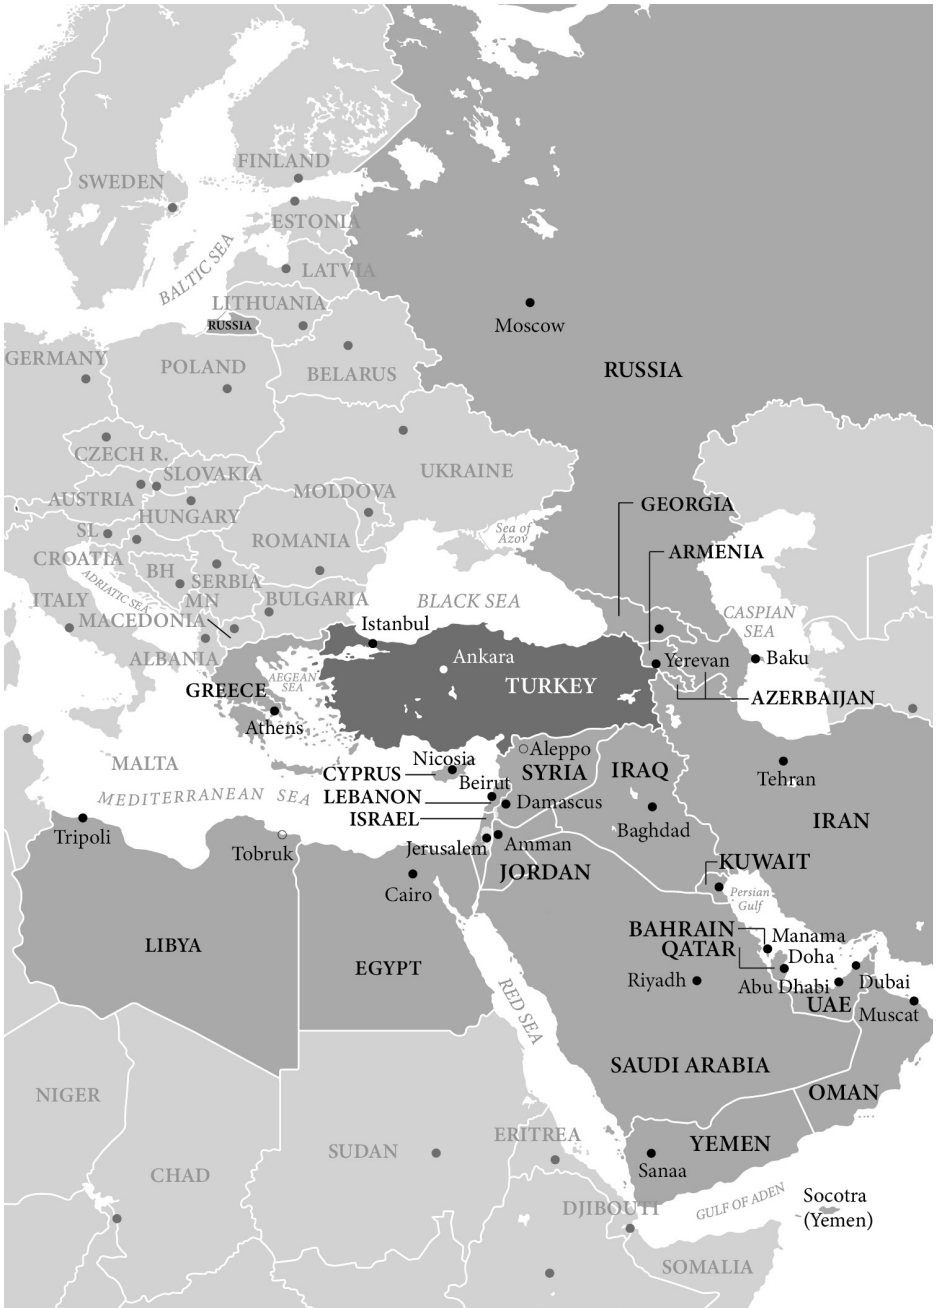 FINLAND
SWEDEN
ESTONIA
BALTIC SEA
LATVIA
LITHUANIA
RUSSIA
Moscow
GERMANY
POLAND
BELARUS
RUSSIA
CZECH R.
SLOVAKIA
UKRAINE
AUSTRIA
MOLDOVA
HUNGARY
GEORGIA
SL
Sea of
Azov
ROMANIA
ARMENIA
CROATIA
BH
SERBIA
ADRIATIC SEA
ITALY
MN
BULGARIA
BLACK SEA
CASPIAN
SEA
MACEDONIA
Istanbul
ALBANIA
Ankara
Yerevan
Baku
AEGEAN
SEA
GREECE
TURKEY
AZERBAIJAN
Athens
Aleppo
Nicosia
MALTA
CYPRUS
SYRIA
IRAQ
Tehran
Beirut
MEDITERRANEAN SEA
LEBANON
Damascus
ISRAEL
IRAN
Tripoli
Baghdad
Tobruk
Jerusalem
Amman
KUWAIT
JORDAN
Cairo
Persian
Gulf
BAHRAIN
Manama
LIBYA
QATAR
Doha
EGYPT
Riyadh
Abu Dhabi
Dubai
UAE
RED SEA
Muscat
SAUDI ARABIA
NIGER
OMAN
ERITREA
YEMEN
SUDAN
Sanaa
CHAD
DJIBOUTI
GULF OF ADEN
Socotra
(Yemen)
SOMALIA